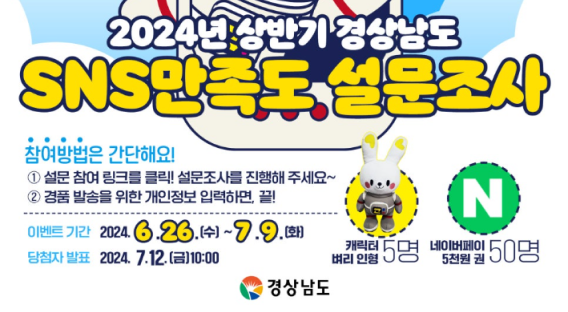 2024년 상반기 경상남도
SNS만족도 설문조사
참여방법은 간단해요!
① 설문 참여 링크를 클릭! 설문조사를 진행해 주세요~
② 경품 발송을 위한 개인정보 입력하면, 끝!
이벤트 기간 2024. 6.26.(수) ~ 7.9.(화)
당첨자 발표 2024. 7.12.(금)10:00
캐릭터
벼리 인형 5명
N
네이버페이
5천원 권 50명
경상남도